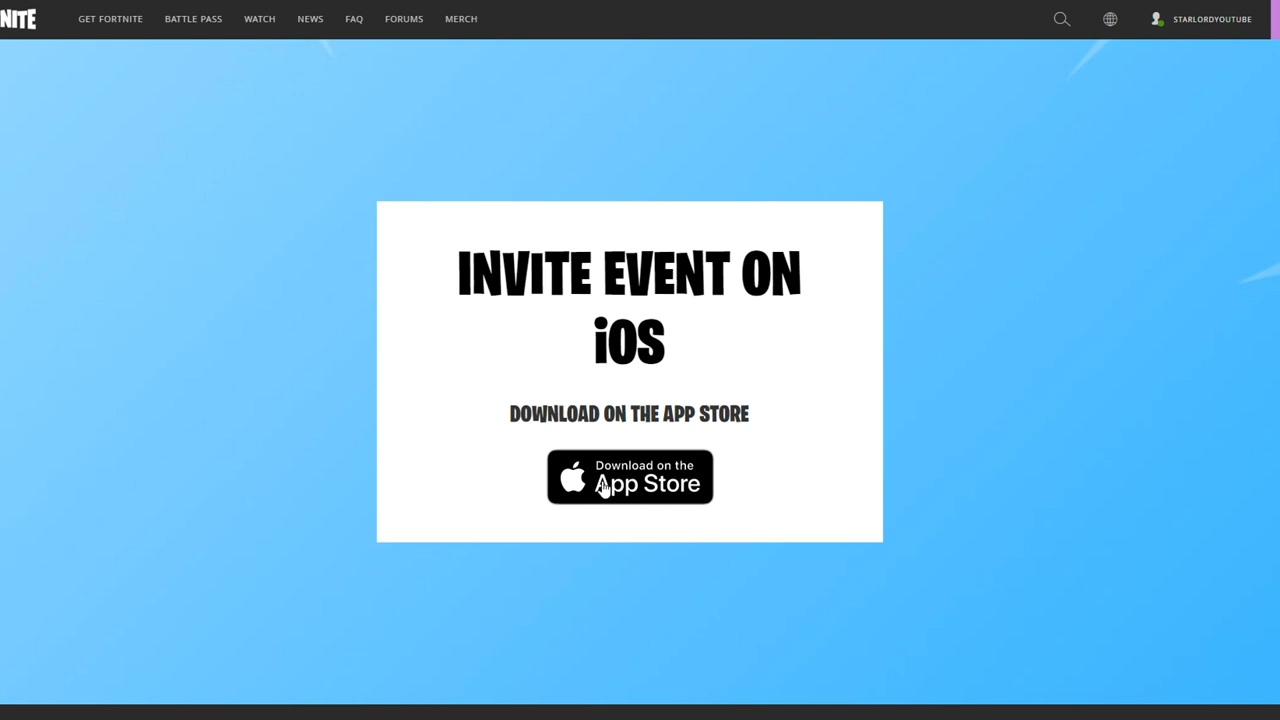 NITE
GET FORTNITE
BATTLE PASS
WATCH
NEWS
FAQ
FORUMS
MERCH
STARLORDYOUTUBE
INVITE EVENT ON
iOS
DOWNLOAD ON THE APP STORE
Download on the
App Store